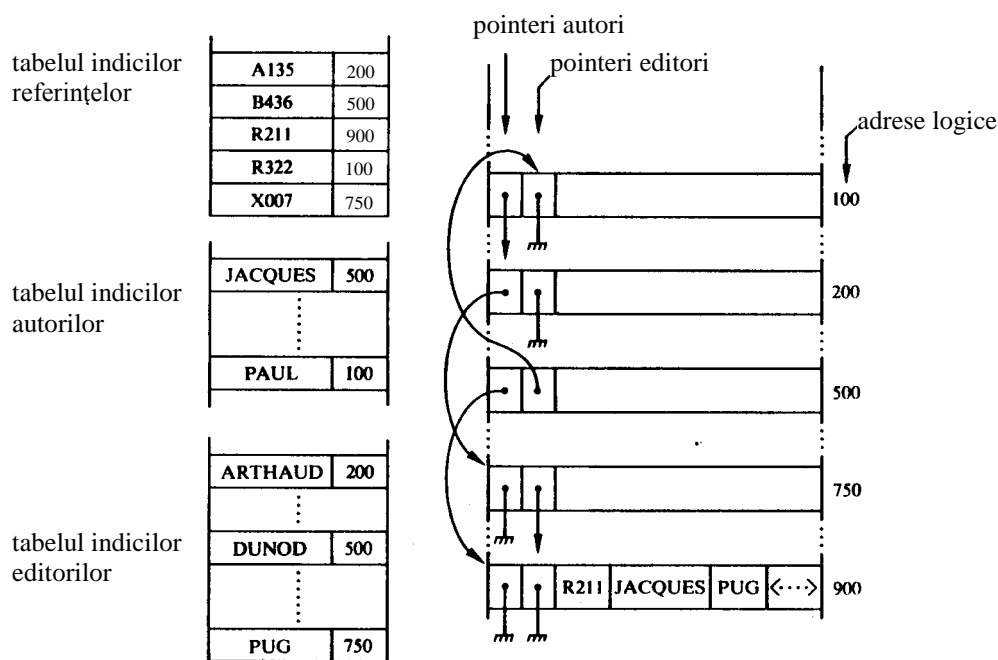 pointeri autori
pointeri editori
adrese logice
tabelul indicilor
referinţelor
A135 200
B436 500
R211 900
R322 100
X007 750
tabelul indicilor
autorilor
JACQUES 500
PAUL 100
tabelul indicilor
editorilor
ARTHAUD 200
DUNOD 500
PUG 750
100
200
500
750
R211 JACQUES PUG <····> 900